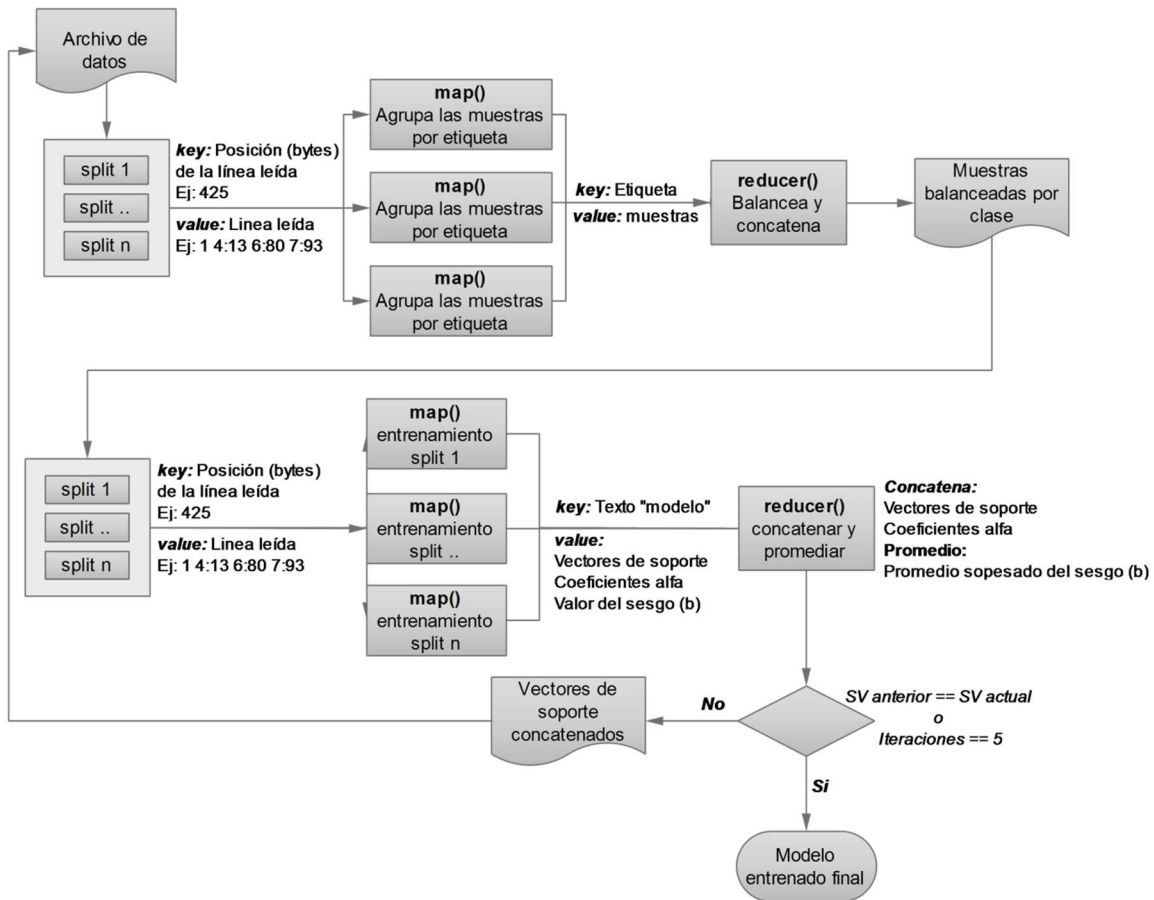 Archivo de
datos
split 1
split ..
split n
key: Posición (bytes)
de la línea leída
Ej: 425
value: Linea leída
Ej: 1 4:13 6:80 7:93
map()
Agrupa las muestras
por etiqueta
map()
Agrupa las muestras
por etiqueta
map()
Agrupa las muestras
por etiqueta
key: Etiqueta
value: muestras
reducer()
Balancea y
concatena
Muestras
balanceadas por
clase
split 1
split ..
split n
key: Posición (bytes)
de la línea leída
Ej: 425
value: Linea leída
Ej: 1 4:13 6:80 7:93
map()
entrenamiento
split 1
map()
entrenamiento
split ..
map()
entrenamiento
split n
key: Texto "modelo"
value:
Vectores de soporte
Coeficientes alfa
Valor del sesgo (b)
reducer()
concatenar y
promediar
Concatena:
Vectores de soporte
Coeficientes alfa
Promedio:
Promedio sopesado del sesgo (b)
SV anterior == SV actual
o
Iteraciones == 5
No
Vectores de
soporte
concatenados
Si
Modelo
entrenado final